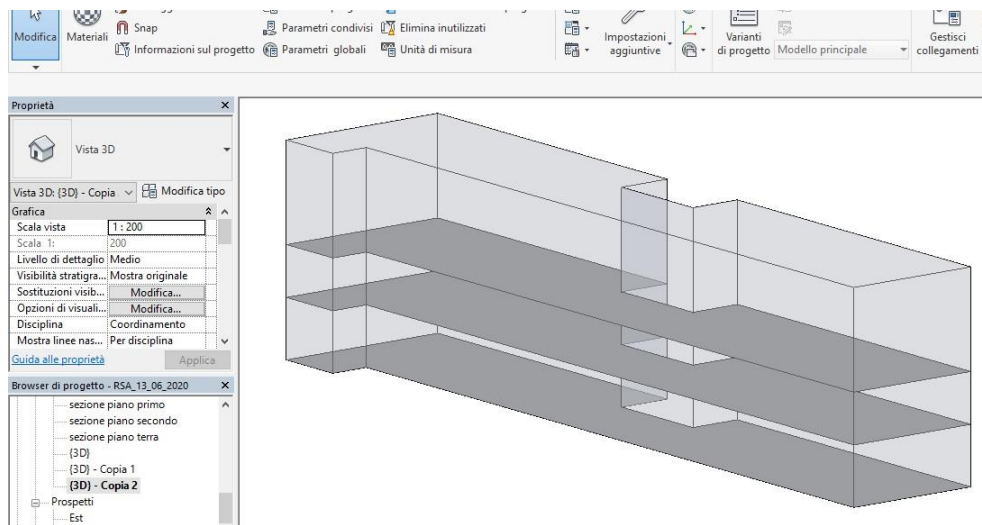 Snap
Parametri condivisi
Elimina inutilizzati
Modifica
Materiali
Informazioni sul progetto
Parametri globali
Unità di misura
Impostazioni
aggiuntive
Varianti
di progetto
Modello principale
Gestisci
collegamenti
Proprietà
Vista 3D
Vista 3D: {3D} - Copia
Modifica tipo
Grafica
Scala vista 1 : 200
Scala 1: 200
Livello di dettaglio Medio
Visibilità stratigra... Mostra originale
Sostituzioni visib... Modifica...
Opzioni di visuali... Modifica...
Disciplina Coordinamento
Mostra linee nas... Per disciplina
Guida alle proprietà Applica
Browser di progetto - RSA_13_06_2020
sezione piano primo
sezione piano secondo
sezione piano terra
{3D}
{3D} - Copia 1
{3D} - Copia 2
Prospetti
Est